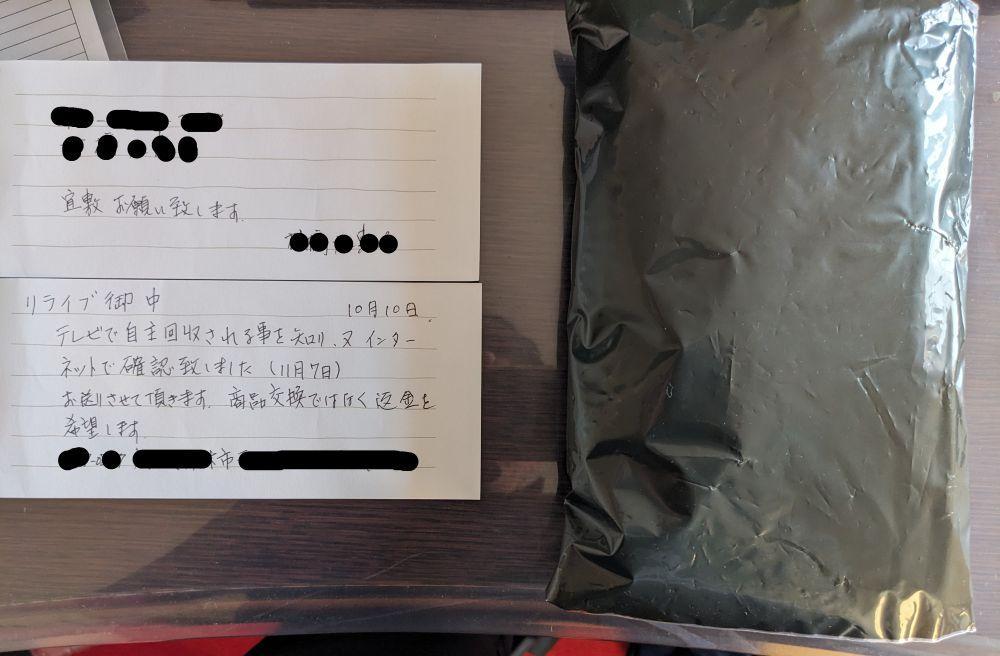 宜敷 お願い致します.
リライブ御中 10月10日.
テレビで自主回収される事を知り、又 インター
ネットで確認致しました (11月7日)
お送りさせて頂きます. 商品交換ではなく 返金を
希望します.
市